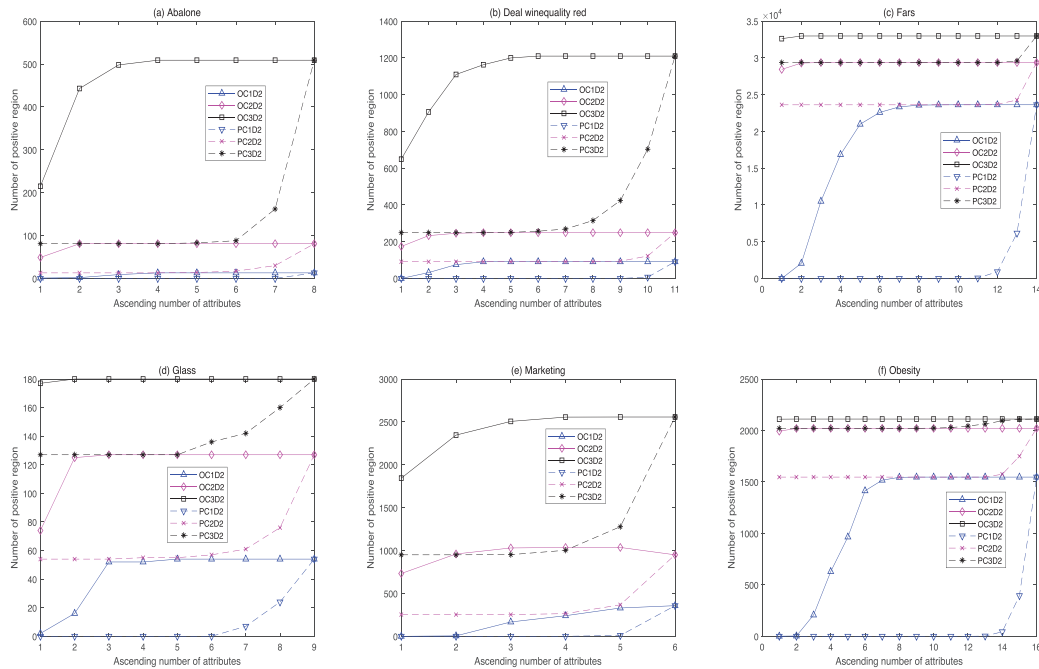 (a) Abalone
600
500
400
300
200
100
0
Number of positive region
OC1D2
OC2D2
OC3D2
PC1D2
PC2D2
PC3D2
1 2 3 4 5 6 7 8
Ascending number of attributes
(b) Deal winequality red
1400
1200
1000
800
600
400
200
0
Number of positive region
OC1D2
OC2D2
OC3D2
PC1D2
PC2D2
PC3D2
1 2 3 4 5 6 7 8 9 10 11
Ascending number of attributes
(c) Fars
×10⁴
3.5
3
2.5
2
1.5
1
0.5
0
Number of positive region
OC1D2
OC2D2
OC3D2
PC1D2
PC2D2
PC3D2
0 2 4 6 8 10 12 14
Ascending number of attributes
(d) Glass
180
160
140
120
100
80
60
40
20
0
Number of positive region
OC1D2
OC2D2
OC3D2
PC1D2
PC2D2
PC3D2
1 2 3 4 5 6 7 8 9
Ascending number of attributes
(e) Marketing
3000
2500
2000
1500
1000
500
0
Number of positive region
OC1D2
OC2D2
OC3D2
PC1D2
PC2D2
PC3D2
1 2 3 4 5 6
Ascending number of attributes
(f) Obesity
2500
2000
1500
1000
500
0
Number of positive region
OC1D2
OC2D2
OC3D2
PC1D2
PC2D2
PC3D2
0 2 4 6 8 10 12 14 16
Ascending number of attributes